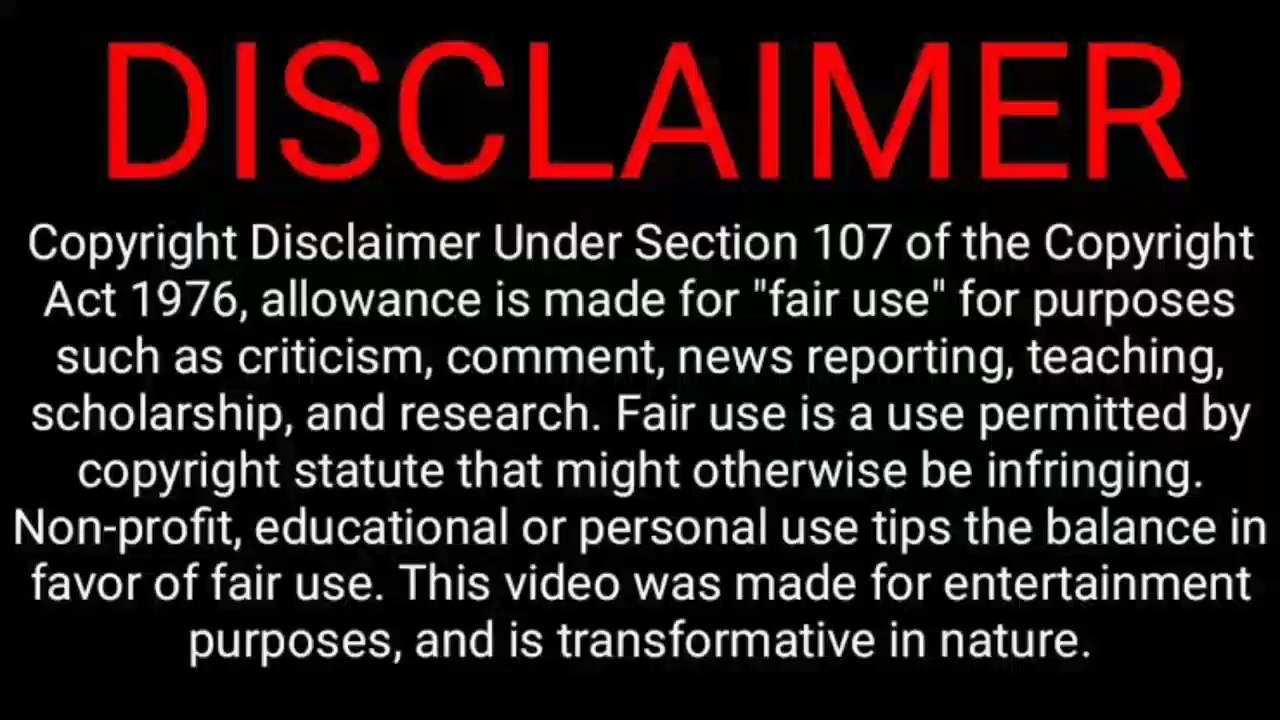 DISCLAIMER
Copyright Disclaimer Under Section 107 of the Copyright
Act 1976, allowance is made for "fair use" for purposes
such as criticism, comment, news reporting, teaching,
scholarship, and research. Fair use is a use permitted by
copyright statute that might otherwise be infringing.
Non-profit, educational or personal use tips the balance in
favor of fair use. This video was made for entertainment
purposes, and is transformative in nature.